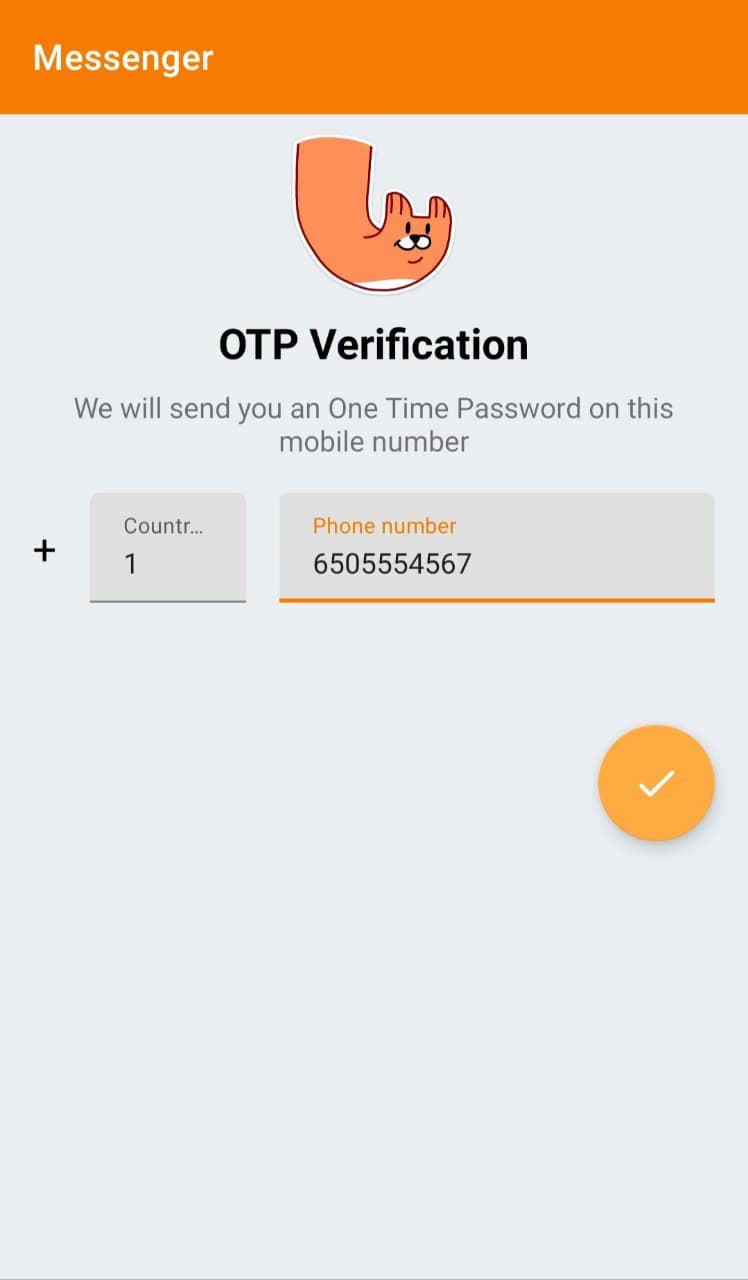 Messenger
OTP Verification
We will send you an One Time Password on this
mobile number
+
Countr...
1
Phone number
6505554567